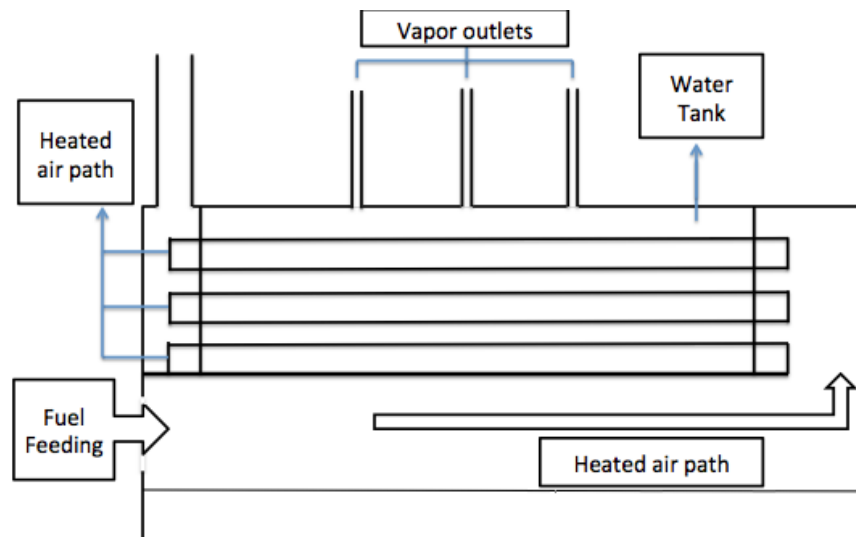 Vapor outlets
Water
Tank
Heated
air path
Fuel
Feeding
Heated air path